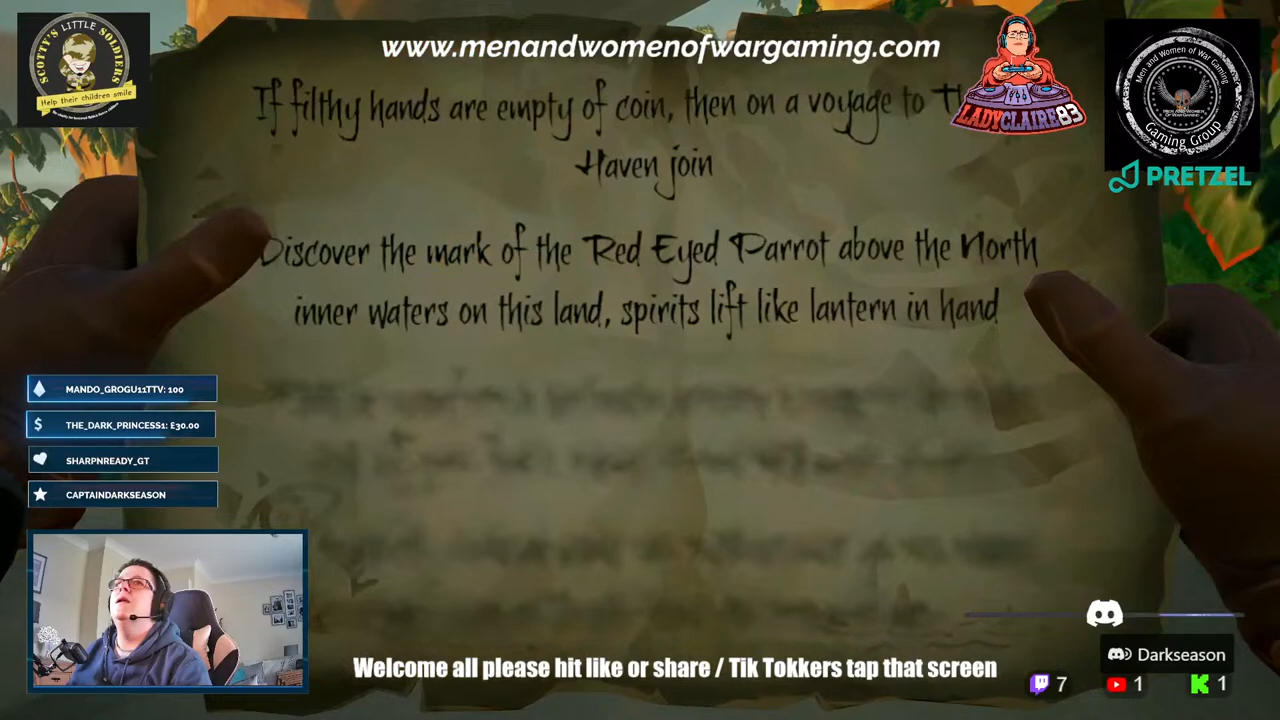 SCOTTY'S LITTLE SOLDIERS
Help their children smile
www.menandwomenofwargaming.com
LADYCLAIRE83
Men and Women of War Gaming
Gaming Group
PRETZEL
If filthy hands are empty of coin, then on a voyage to
Haven join
Discover the mark of the Red Eyed Parrot above the North
inner waters on this land, spirits lift like lantern in hand
MANDO_GROGU11TTV: 100
THE_DARK_PRINCESS1: £30.00
SHARPNREADY_GT
CAPTAINDARKSEASON
Darkseason
Welcome all please hit like or share / Tik Tokkers tap that screen
7
1
1